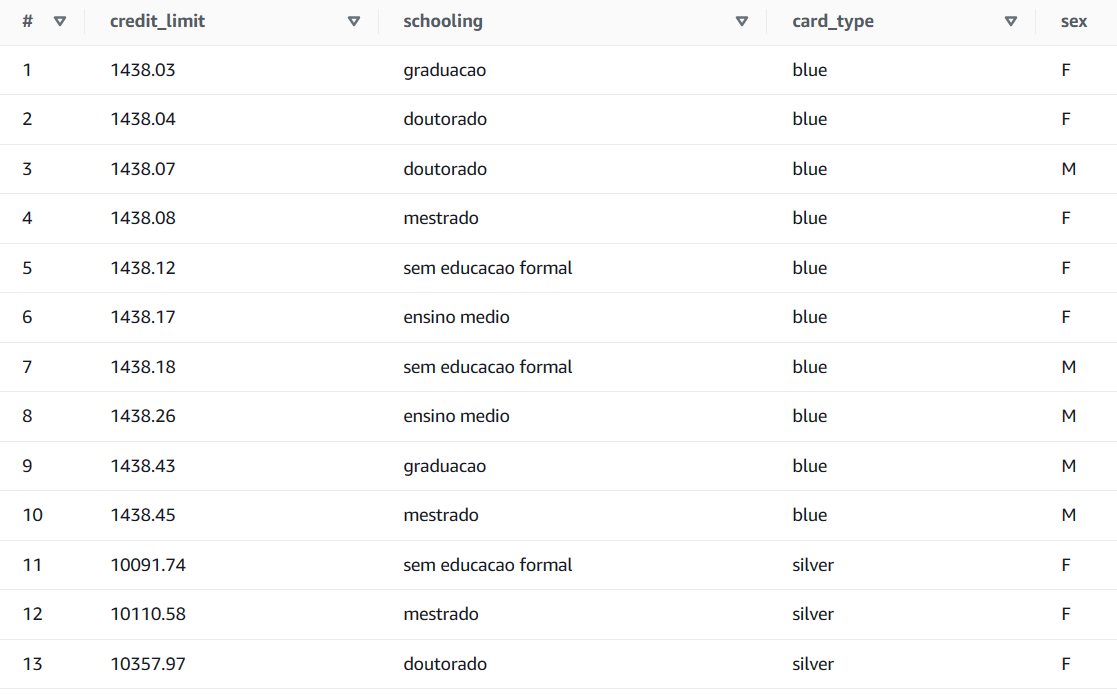 # credit_limit schooling card_type sex
1 1438.03 graduacao blue F
2 1438.04 doutorado blue F
3 1438.07 doutorado blue M
4 1438.08 mestrado blue F
5 1438.12 sem educacao formal blue F
6 1438.17 ensino medio blue F
7 1438.18 sem educacao formal blue M
8 1438.26 ensino medio blue M
9 1438.43 graduacao blue M
10 1438.45 mestrado blue M
11 10091.74 sem educacao formal silver F
12 10110.58 mestrado silver F
13 10357.97 doutorado silver F